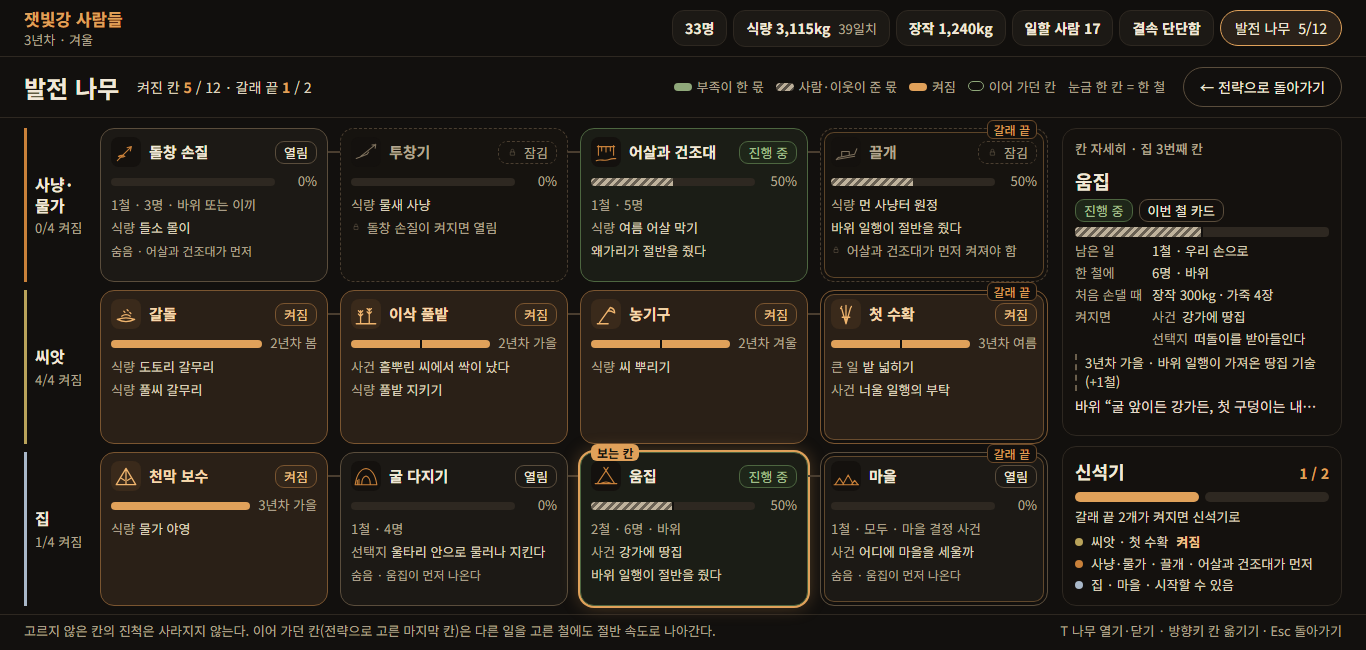 잿빛강 사람들
3년차 · 겨울
33명
식량 3,115kg 39일치
장작 1,240kg
일할 사람 17
결속 단단함
발전 나무 5/12
발전 나무
켜진 칸 5 / 12 · 갈래 끝 1 / 2
부족이 한 몫
사람·이웃이 준 몫
켜짐
이어 가던 칸
눈금 한 칸 = 한 철
← 전략으로 돌아가기
사냥·
물가
0/4 켜짐
돌창 손질
열림
0%
1철 · 3명 · 바위 또는 이끼
식량 들소 몰이
숨음 · 어살과 건조대가 먼저
투창기
잠김
0%
식량 물새 사냥
돌창 손질이 켜지면 열림
어살과 건조대
진행 중
50%
1철 · 5명
식량 여름 어살 막기
왜가리가 절반을 줬다
갈래 끝
끌개
잠김
50%
식량 먼 사냥터 원정
바위 일행이 절반을 줬다
어살과 건조대가 먼저 켜져야 함
씨앗
4/4 켜짐
갈돌
켜짐
2년차 봄
식량 도토리 갈무리
식량 풀씨 갈무리
이삭 풀밭
켜짐
2년차 가을
사건 흩뿌린 씨에서 싹이 났다
식량 풀밭 지키기
농기구
켜짐
2년차 겨울
식량 씨 뿌리기
갈래 끝
첫 수확
켜짐
3년차 여름
큰 일 밭 넓히기
사건 너울 일행의 부탁
집
1/4 켜짐
천막 보수
켜짐
3년차 가을
식량 물가 야영
굴 다지기
열림
0%
1철 · 4명
선택지 울타리 안으로 물러나 지킨다
숨음 · 움집이 먼저 나온다
보는 칸
움집
진행 중
50%
2철 · 6명 · 바위
사건 강가에 땅집
바위 일행이 절반을 줬다
갈래 끝
마을
열림
0%
1철 · 모두 · 마을 결정 사건
사건 어디에 마을을 세울까
숨음 · 움집이 먼저 나온다
칸 자세히 · 집 3번째 칸
움집
진행 중
이번 철 카드
남은 일 1철 · 우리 손으로
한 철에 6명 · 바위
처음 손댈 때 장작 300kg · 가죽 4장
켜지면 사건 강가에 땅집
선택지 떠돌이를 받아들인다
3년차 가을 · 바위 일행이 가져온 땅집 기술
(+1철)
바위 “굴 앞이든 강가든, 첫 구덩이는 내…
신석기
1 / 2
갈래 끝 2개가 켜지면 신석기로
씨앗 · 첫 수확 켜짐
사냥·물가 · 끌개 · 어살과 건조대가 먼저
집 · 마을 · 시작할 수 있음
고르지 않은 칸의 진척은 사라지지 않는다. 이어 가던 칸(전략으로 고른 마지막 칸)은 다른 일을 고른 철에도 절반 속도로 나아간다.
T 나무 열기·닫기 · 방향키 칸 옮기기 · Esc 돌아가기